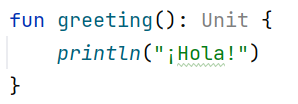 fun greeting(): Unit {
    println("¡Hola!")
}